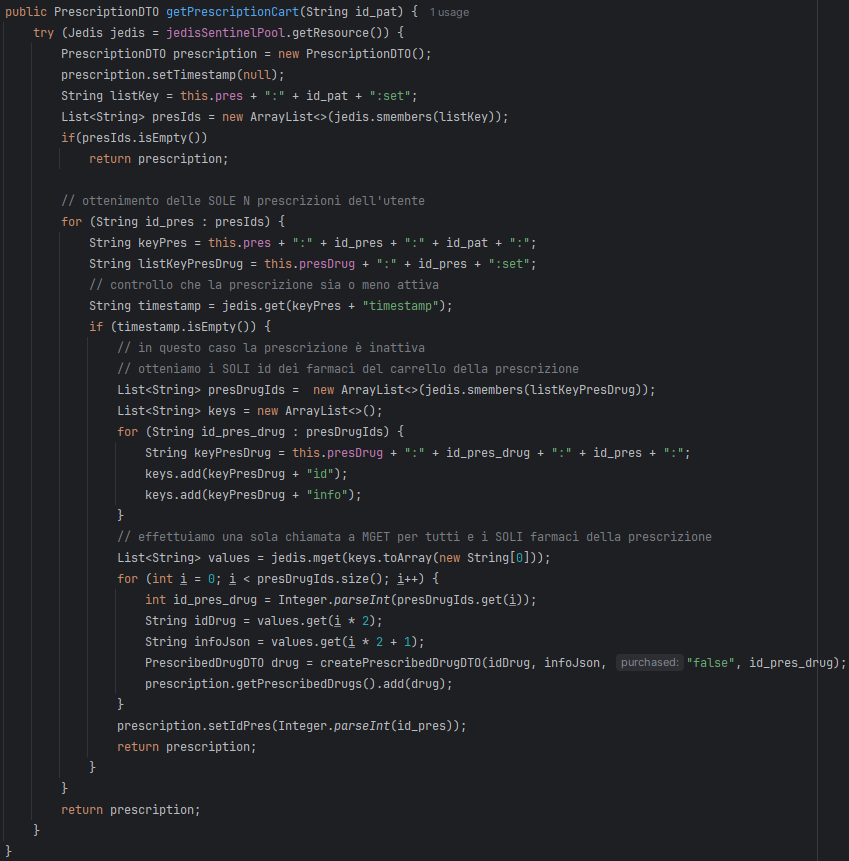 public PrescriptionDTO getPrescriptionCart(String id_pat) { 1 usage
try (Jedis jedis = jedisSentinelPool.getResource()) {
PrescriptionDTO prescription = new PrescriptionDTO();
prescription.setTimestamp(null);
String listKey = this.pres + ":" + id_pat + ":set";
List<String> presIds = new ArrayList<>(jedis.smembers(listKey));
if(presIds.isEmpty())
return prescription;
// ottenimento delle SOLE N prescrizioni dell'utente
for (String id_pres : presIds) {
String keyPres = this.pres + ":" + id_pres + ":" + id_pat + ":";
String listKeyPresDrug = this.presDrug + ":" + id_pres + ":set";
// controllo che la prescrizione sia o meno attiva
String timestamp = jedis.get(keyPres + "timestamp");
if (timestamp.isEmpty()) {
// in questo caso la prescrizione è inattiva
// otteniamo i SOLI id dei farmaci del carrello della prescrizione
List<String> presDrugIds =  new ArrayList<>(jedis.smembers(listKeyPresDrug));
List<String> keys = new ArrayList<>();
for (String id_pres_drug : presDrugIds) {
String keyPresDrug = this.presDrug + ":" + id_pres_drug + ":" + id_pres + ":";
keys.add(keyPresDrug + "id");
keys.add(keyPresDrug + "info");
}
// effettuiamo una sola chiamata a MGET per tutti e i SOLI farmaci della prescrizione
List<String> values = jedis.mget(keys.toArray(new String[0]));
for (int i = 0; i < presDrugIds.size(); i++) {
int id_pres_drug = Integer.parseInt(presDrugIds.get(i));
String idDrug = values.get(i * 2);
String infoJson = values.get(i * 2 + 1);
PrescribedDrugDTO drug = createPrescribedDrugDTO(idDrug, infoJson, purchased: "false", id_pres_drug);
prescription.getPrescribedDrugs().add(drug);
}
prescription.setIdPres(Integer.parseInt(id_pres));
return prescription;
}
}
return prescription;
}
}